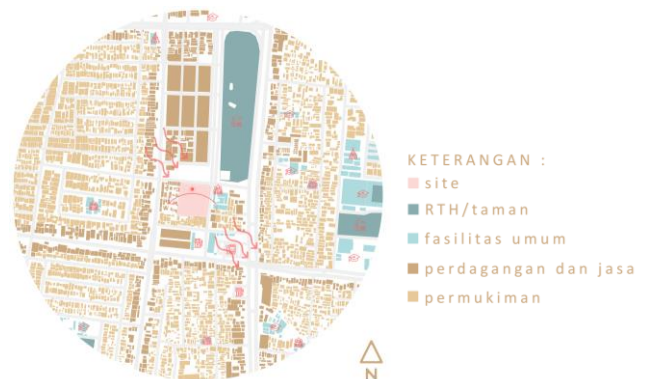 KETERANGAN :
site
RTH/taman
fasilitas umum
perdagangan dan jasa
permukiman
N